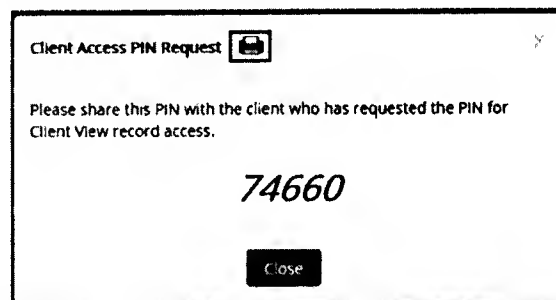 Client Access PIN Request
Please share this PIN with the client who has requested the PIN for
Client View record access.
74660
Close